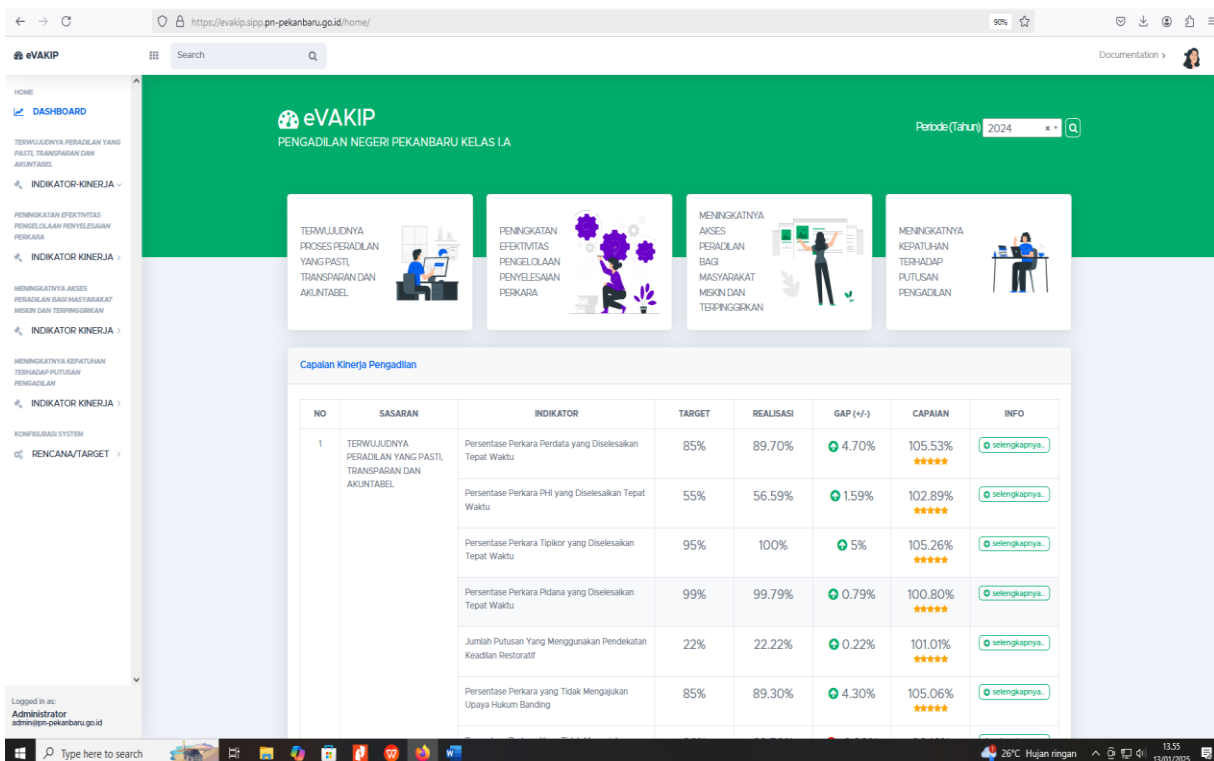 https://evakip.sipp.pn-pekanbaru.go.id/home/
90%
eVAKIP
Search
Documentation >
HOME
DASHBOARD
TERWUJUDNYA PERADILAN YANG
PASTI, TRANSPARAN DAN
AKUNTABEL
INDIKATOR-KINERJA
PENINGKATAN EFEKTIVITAS
PENGELOLAAN PENYELESAIAN
PERKARA
INDIKATOR KINERJA
MENINGKATNYA AKSES
PERADILAN BAGI MASYARAKAT
MISKIN DAN TERPINGGIRKAN
INDIKATOR KINERJA
MENINGKATNYA KEPATUHAN
TERHADAP PUTUSAN
PENGADILAN
INDIKATOR KINERJA
KONFIGURASI SYSTEM
RENCANA/TARGET
Logged in as:
Administrator
admin@pn-pekanbaru.go.id
eVAKIP
PENGADILAN NEGERI PEKANBARU KELAS I.A
Periode (Tahun) 2024
TERWUJUDNYA
PROSES PERADILAN
YANG PASTI,
TRANSPARAN DAN
AKUNTABEL
PENINGKATAN
EFEKTIVITAS
PENGELOLAAN
PENYELESAIAN
PERKARA
MENINGKATNYA
AKSES
PERADILAN
BAGI
MASYARAKAT
MISKIN DAN
TERPINGGIRKAN
MENINGKATNYA
KEPATUHAN
TERHADAP
PUTUSAN
PENGADILAN
Capaian Kinerja Pengadilan
NO SASARAN INDIKATOR TARGET REALISASI GAP (+/-) CAPAIAN INFO
1 TERWUJUDNYA
PERADILAN YANG PASTI,
TRANSPARAN DAN
AKUNTABEL
Persentase Perkara Perdata yang Diselesaikan
Tepat Waktu
85% 89.70% 4.70% 105.53% selengkapnya..
Persentase Perkara PHI yang Diselesaikan Tepat
Waktu
55% 56.59% 1.59% 102.89% selengkapnya..
Persentase Perkara Tipikor yang Diselesaikan
Tepat Waktu
95% 100% 5% 105.26% selengkapnya..
Persentase Perkara Pidana yang Diselesaikan
Tepat Waktu
99% 99.79% 0.79% 100.80% selengkapnya..
Jumlah Putusan Yang Menggunakan Pendekatan
Keadilan Restoratif
22% 22.22% 0.22% 101.01% selengkapnya..
Persentase Perkara yang Tidak Mengajukan
Upaya Hukum Banding
85% 89.30% 4.30% 105.06% selengkapnya..
Type here to search
26°C Hujan ringan
13.55
13/01/2025